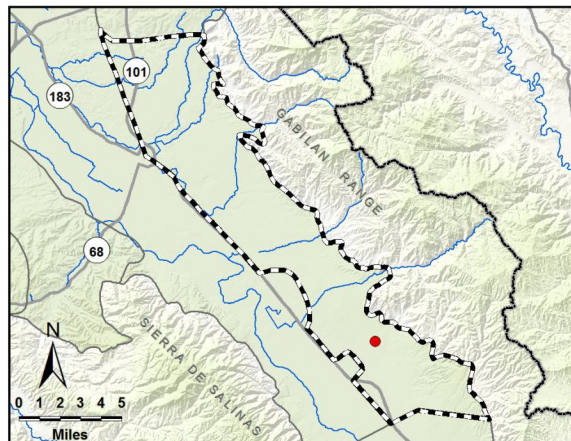 101
183
GABILAN RANGE
68
SIERRA DE SALINAS
N
0 1 2 3 4 5
Miles